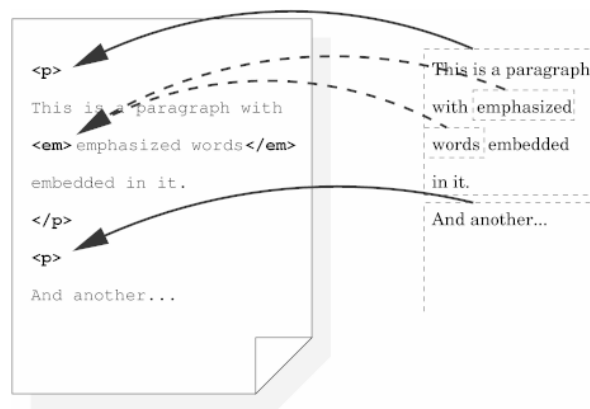 <p>
This is a paragraph with
<em>emphasized words</em>
embedded in it.
</p>
<p>
And another...
This is a paragraph
with emphasized
words embedded
in it.
And another...